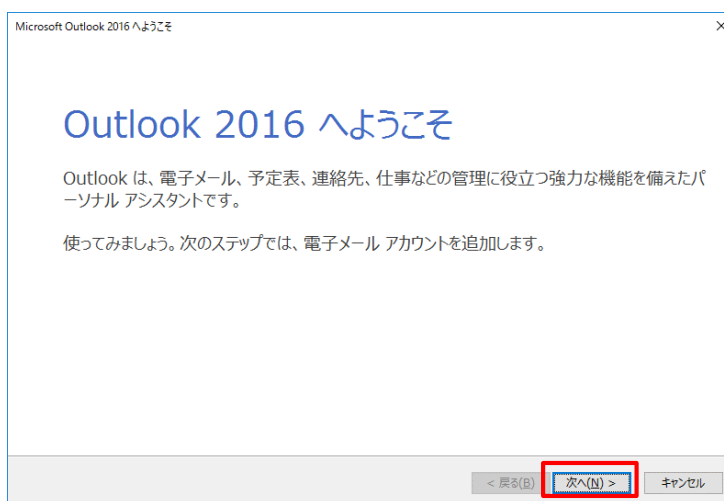 Microsoft Outlook 2016 へようこそ
Outlook 2016 へようこそ
Outlook は、電子メール、予定表、連絡先、仕事などの管理に役立つ強力な機能を備えたパ
ーソナル アシスタントです。
使ってみましょう。次のステップでは、電子メール アカウントを追加します。
< 戻る(B)
次へ(N) >
キャンセル